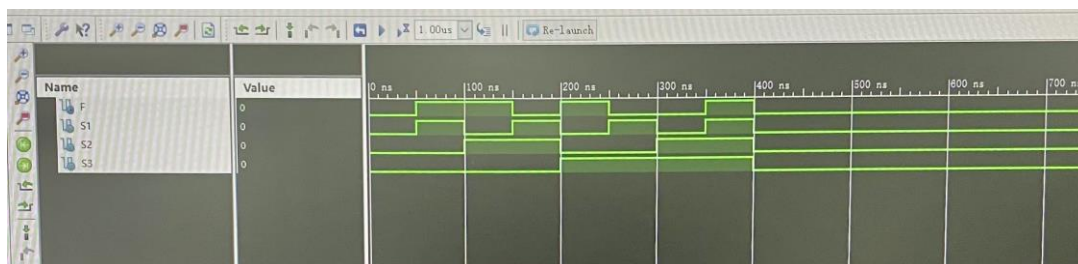 1.00us Re-launch
Name Value
0 ns 100 ns 200 ns 300 ns 400 ns 500 ns 600 ns 700 ns
F 0
S1 0
S2 0
S3 0